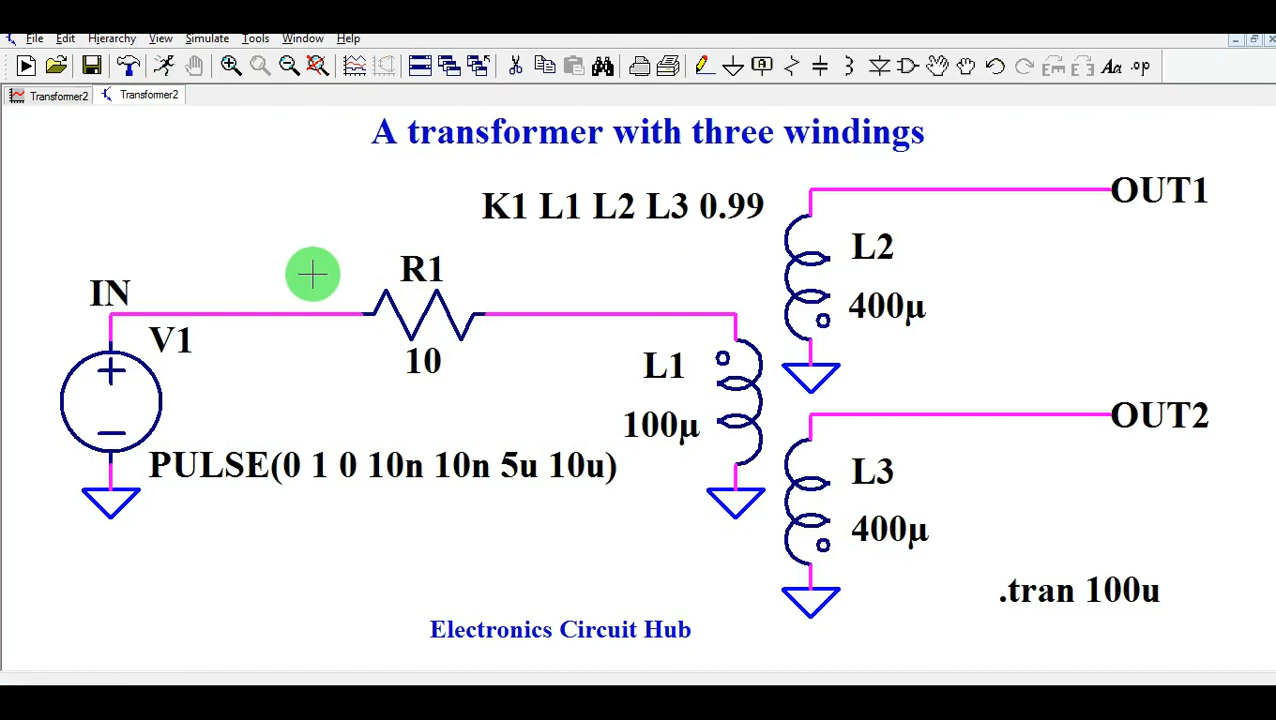 File Edit Hierarchy View Simulate Tools Window Help
Aa .op
Transformer2 Transformer2
A transformer with three windings
K1 L1 L2 L3 0.99
OUT1
L2
400µ
R1
10
IN
V1
PULSE(0 1 0 10n 10n 5u 10u)
L1
100µ
OUT2
L3
400µ
.tran 100u
Electronics Circuit Hub